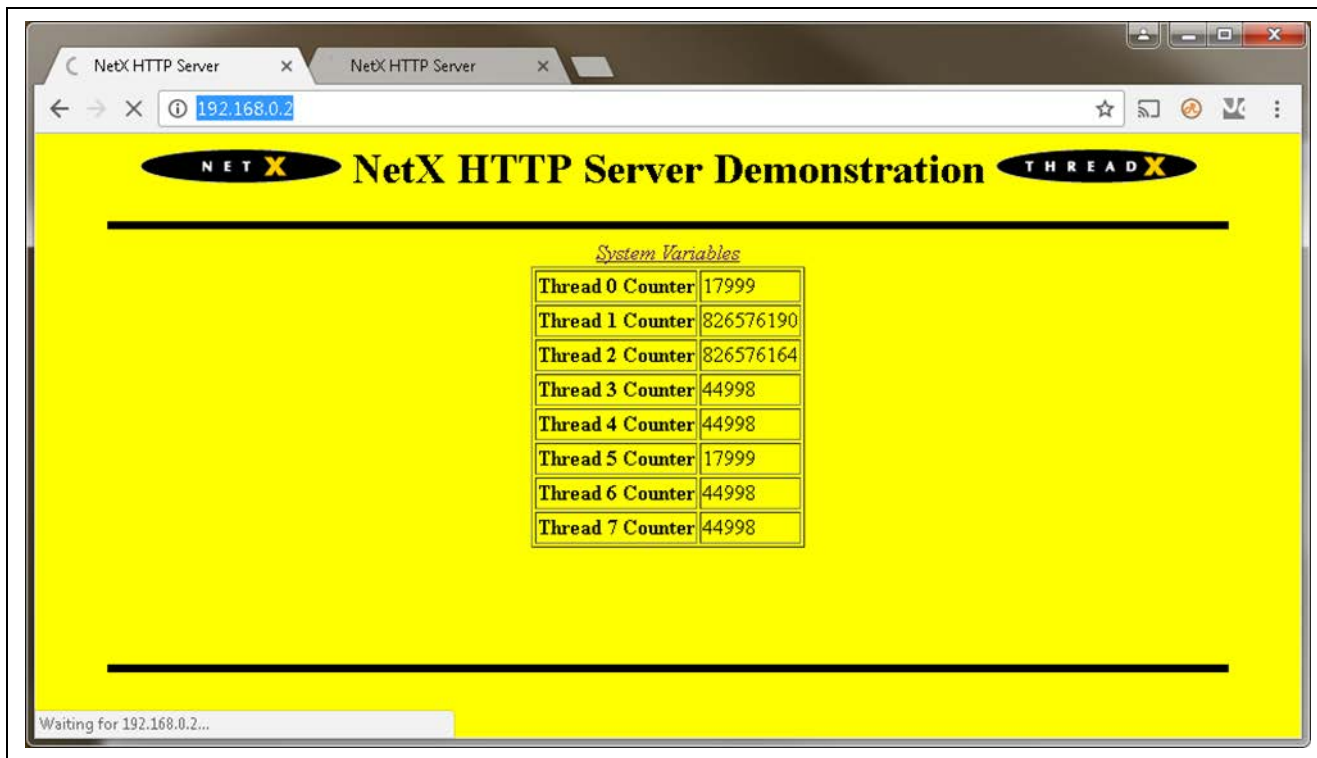 NetX HTTP Server
NetX HTTP Server
192.168.0.2
NETX NetX HTTP Server Demonstration THREADX
System Variables
Thread 0 Counter 17999
Thread 1 Counter 826576190
Thread 2 Counter 826576164
Thread 3 Counter 44998
Thread 4 Counter 44998
Thread 5 Counter 17999
Thread 6 Counter 44998
Thread 7 Counter 44998
Waiting for 192.168.0.2...